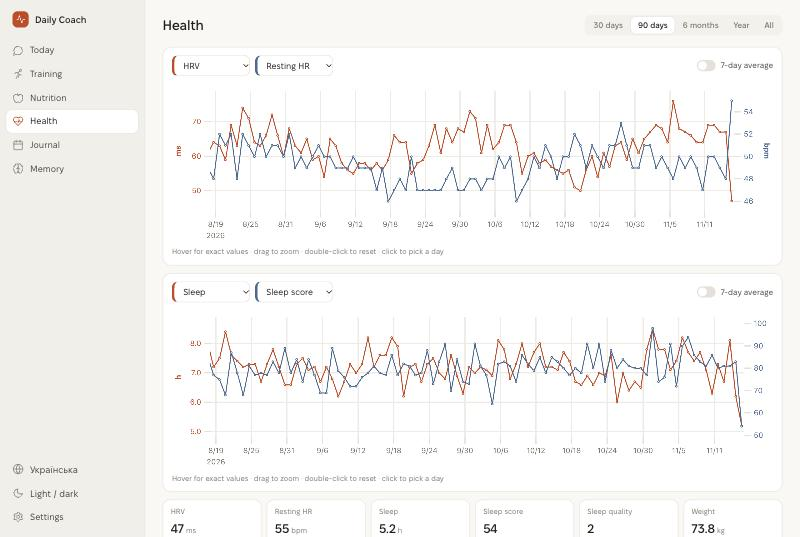 Daily Coach
Today
Training
Nutrition
Health
Journal
Memory
Українська
Light / dark
Settings
Health
30 days 90 days 6 months Year All
HRV Resting HR 7-day average
ms
70
60
50
54
52
50
48
46
bpm
8/19 8/25 8/31 9/6 9/12 9/18 9/24 9/30 10/6 10/12 10/18 10/24 10/30 11/5 11/11
2026
Hover for exact values · drag to zoom · double-click to reset · click to pick a day
Sleep Sleep score 7-day average
h
8.0
7.0
6.0
5.0
100
90
80
70
60
50
8/19 8/25 8/31 9/6 9/12 9/18 9/24 9/30 10/6 10/12 10/18 10/24 10/30 11/5 11/11
2026
Hover for exact values · drag to zoom · double-click to reset · click to pick a day
HRV
47 ms
Resting HR
55 bpm
Sleep
5.2 h
Sleep score
54
Sleep quality
2
Weight
73.8 kg